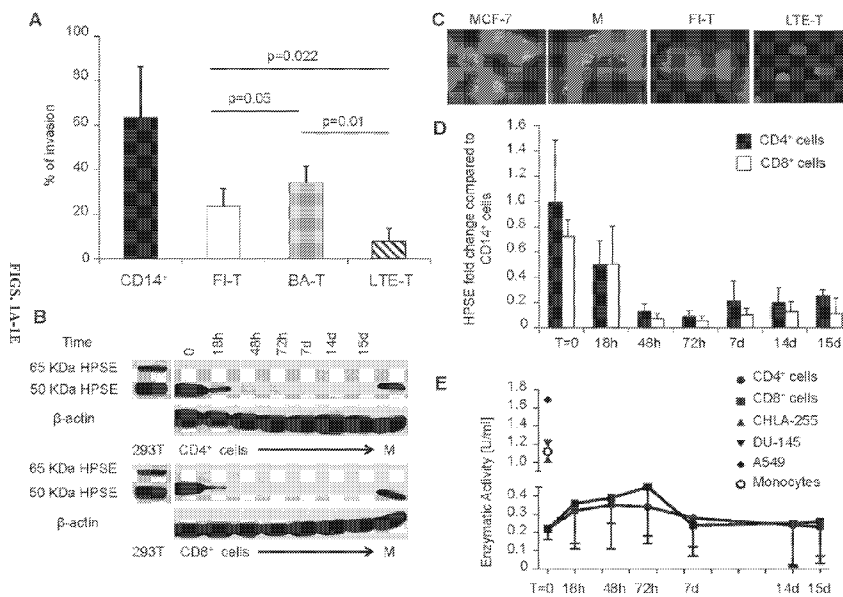 FIGS. 1A-1E
A
% of invasion
100
80
60
40
20
0
p=0.022
p=0.05
p=0.01
CD14⁺
FI-T
BA-T
LTE-T
B
Time
0
18h
48h
72h
7d
14d
15d
65 KDa HPSE
50 KDa HPSE
β-actin
293T
CD4⁺ cells
M
65 KDa HPSE
50 KDa HPSE
β-actin
293T
CD8⁺ cells
M
C
MCF-7
M
FI-T
LTE-T
D
HPSE fold change compared to
CD14⁺ cells
1.6
1.4
1.2
1.0
0.8
0.6
0.4
0.2
0
CD4⁺ cells
CD8⁺ cells
T=0
18h
48h
72h
7d
14d
15d
E
Enzymatic Activity [U/ml]
1.8
1.6
1.4
1.2
1.0
0.4
0.3
0.2
0.1
0
CD4⁺ cells
CD8⁺ cells
CHLA-255
DU-145
A549
Monocytes
T=0
18h
48h
72h
7d
14d
15d